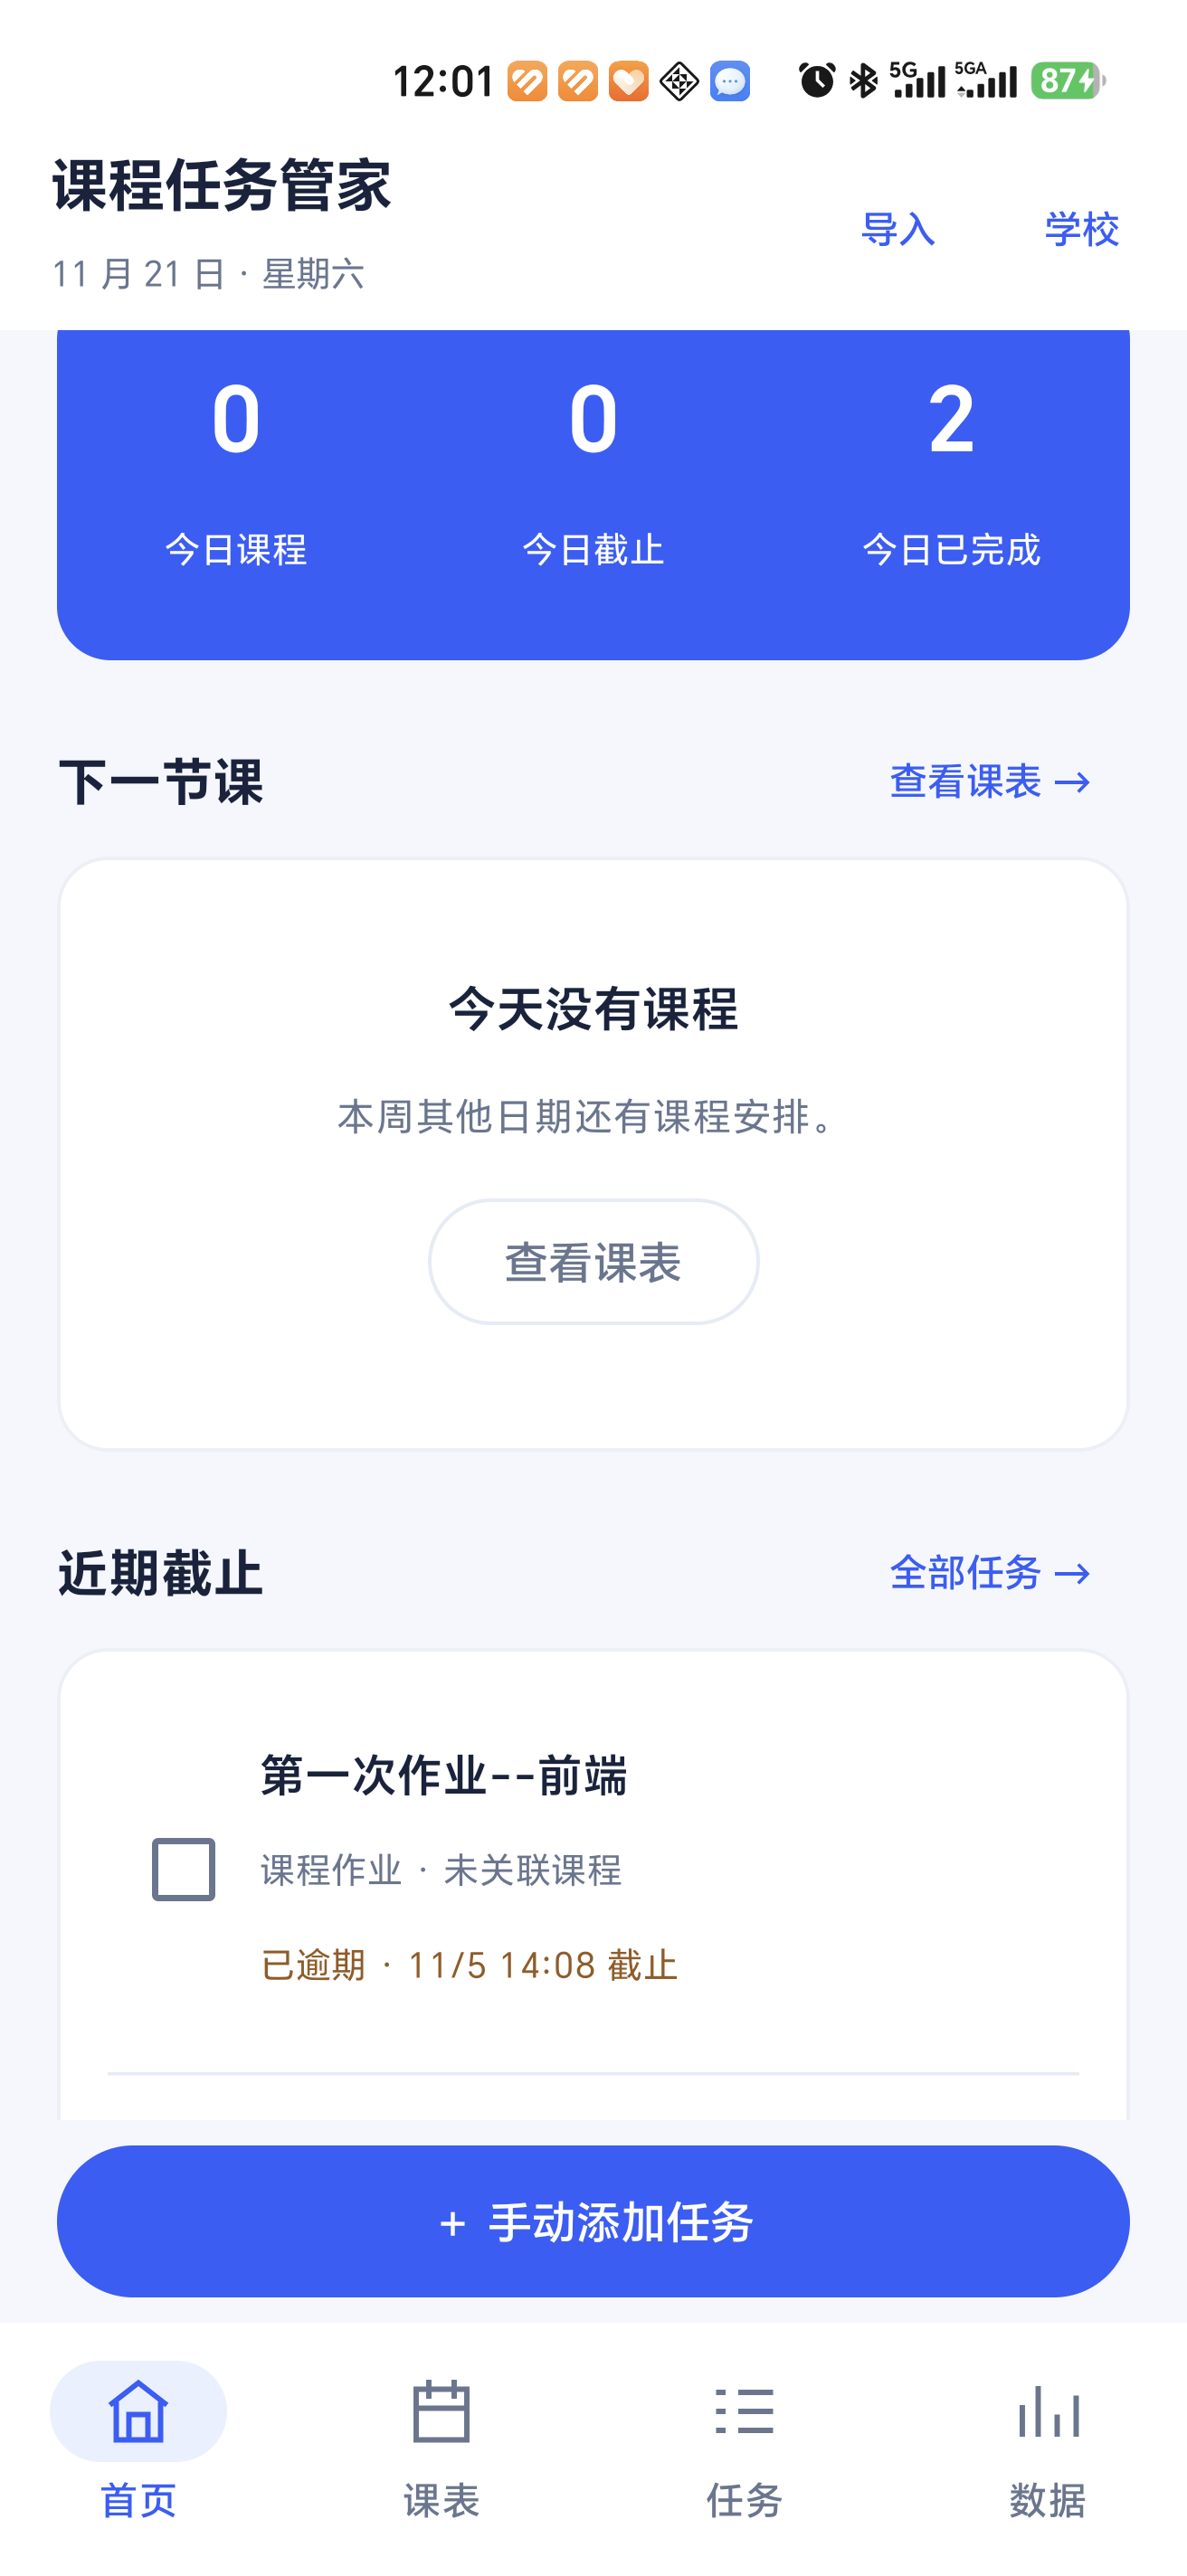 12:01 5G 5GA 87
课程任务管家
11 月 21 日 · 星期六
导入 学校
0 0 2
今日课程 今日截止 今日已完成
下一节课 查看课表 →
今天没有课程
本周其他日期还有课程安排。
查看课表
近期截止 全部任务 →
第一次作业--前端
课程作业 · 未关联课程
已逾期 · 11/5 14:08 截止
+ 手动添加任务
首页 课表 任务 数据